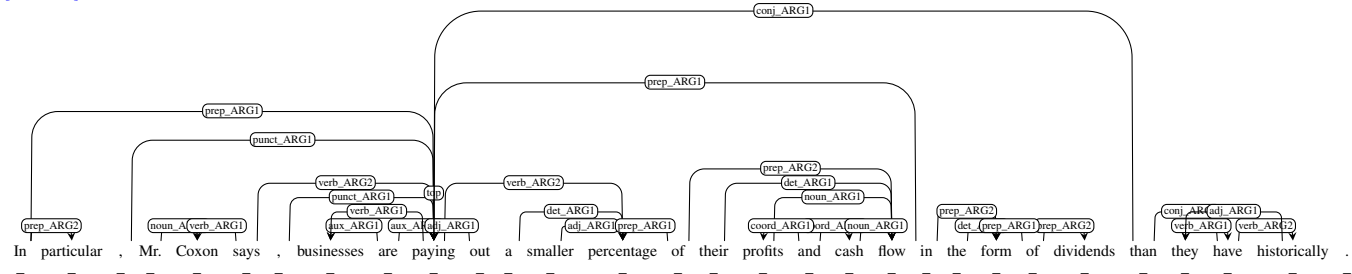 conj_ARG1
prep_ARG1
prep_ARG1
punct_ARG1
prep_ARG2
verb_ARG2 verb_ARG2 det_ARG1
top
punct_ARG1 noun_ARG1
verb_ARG1 det_ARG1 prep_ARG2 adj_ARG1
prep_ARG2 verb_ARG1 aux_ARG1 adj_ARG1 prep_ARG1 coord_ARG1 noun_ARG1 prep_ARG1 prep_ARG2 verb_ARG1 verb_ARG2
In particular , Mr. Coxon says , businesses are paying out a smaller percentage of their profits and cash flow in the form of dividends than they have historically .